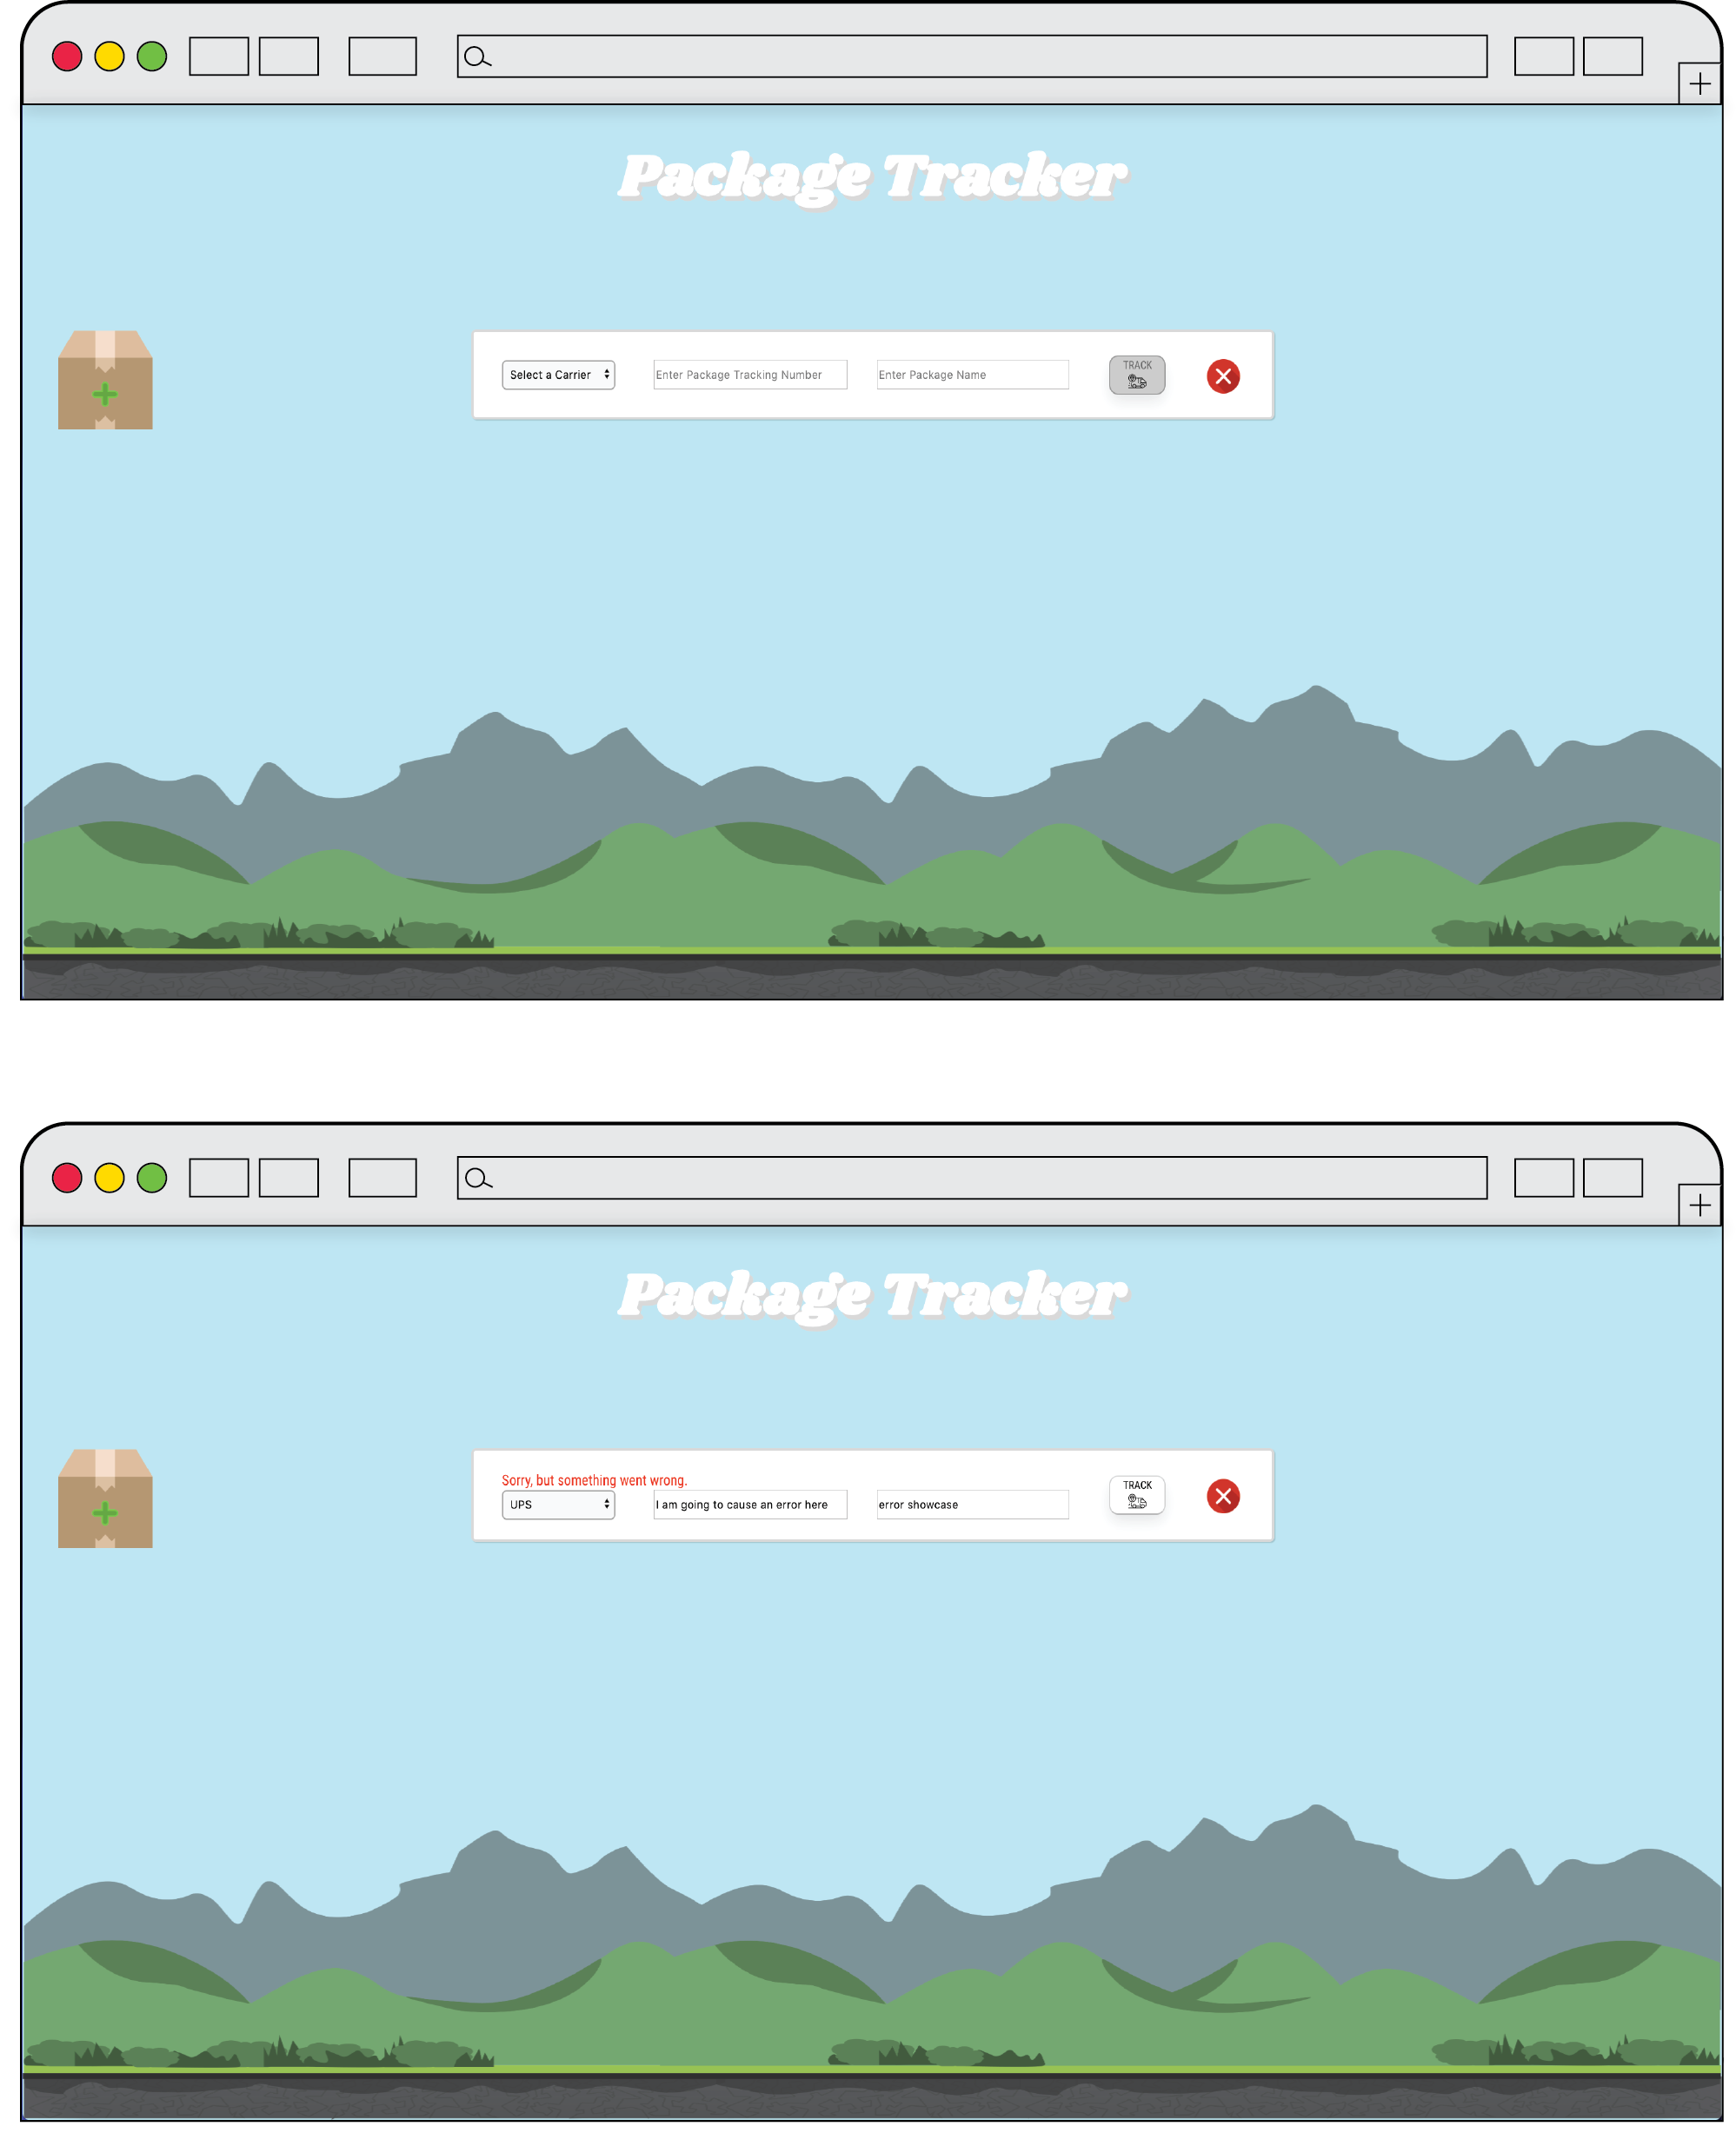 Package Tracker
Select a Carrier Enter Package Tracking Number Enter Package Name TRACK
Package Tracker
Sorry, but something went wrong.
UPS I am going to cause an error here error showcase TRACK